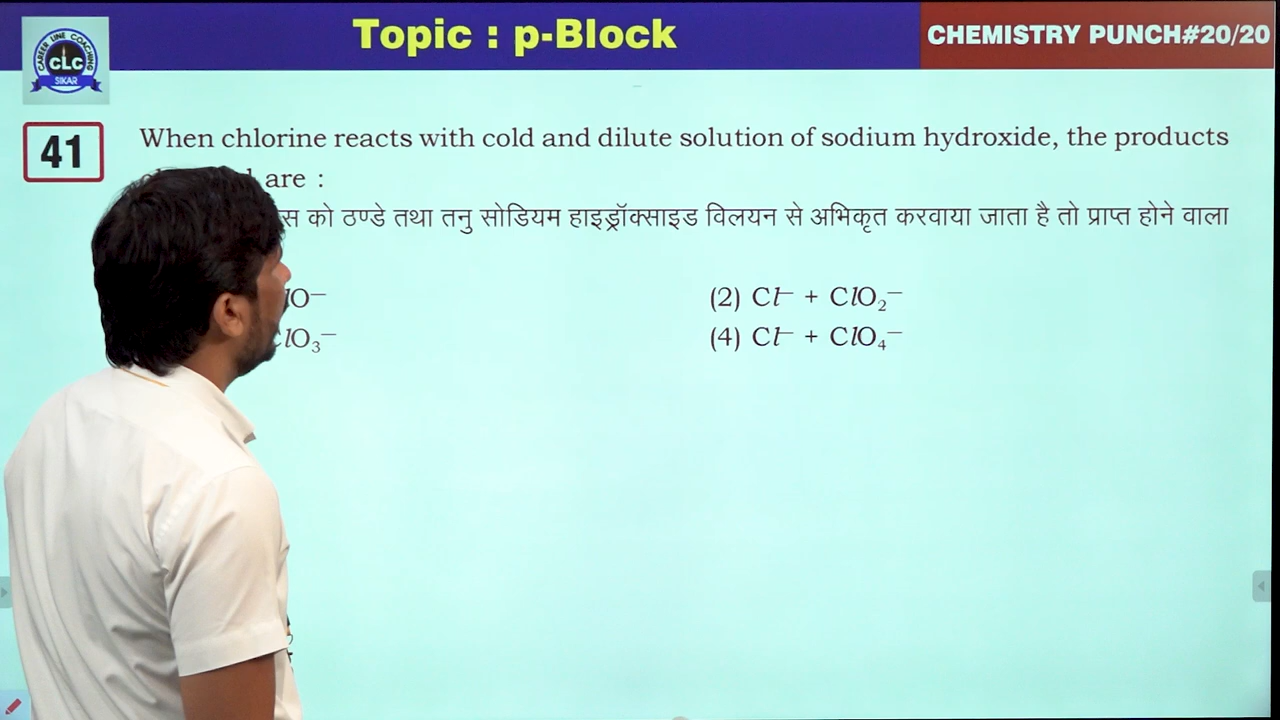 Topic : p-Block
CHEMISTRY PUNCH#20/20
CAREER LINE COACHING
CLC
SIKAR
41
When chlorine reacts with cold and dilute solution of sodium hydroxide, the products
are :
को ठण्डे तथा तनु सोडियम हाइड्रॉक्साइड विलयन से अभिकृत करवाया जाता है तो प्राप्त होने वाला
lO⁻
(2) Cl⁻ + ClO₂⁻
ClO₃⁻
(4) Cl⁻ + ClO₄⁻